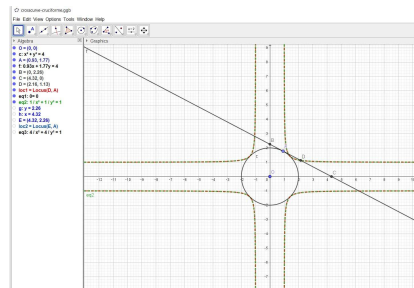 crosscurve-cruciforme.ggb
File Edit View Options Tools Window Help
Algebra
Graphics
O = (0, 0)
c: x² + y² = 4
A = (0.93, 1.77)
f: 0.93x + 1.77y = 4
B = (0, 2.26)
C = (4.32, 0)
D = (2.16, 1.13)
loc1 = Locus(D, A)
eq1: 0 = 0
eq2: 1 / x² + 1 / y² = 1
g: y = 2.26
h: x = 4.32
E = (4.32, 2.26)
loc2 = Locus(E, A)
eq3: 4 / x² + 4 / y² = 1